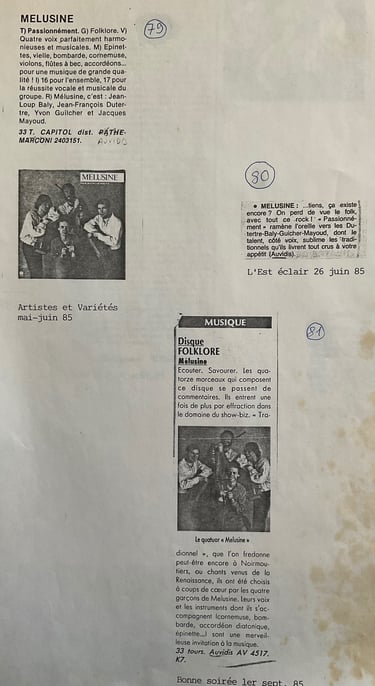 MELUSINE
T) Passionnément. G) Folklore. V)
Quatre voix parfaitement harmo-
nieuses et musicales. M) Epinet-
tes, vielle, bombarde, cornemuse,
violons, flûtes à bec, accordéons...
pour une musique de grande qua-
lité ! I) 16 pour l'ensemble, 17 pour
la réussite vocale et musicale du
groupe. R) Mélusine, c'est : Jean-
Loup Baly, Jean-François Duter-
tre, Yvon Guilcher et Jacques
Mayoud.
33 T. CAPITOL dist. PATHE-
MARCONI 2403151. AUVIDIS
79
MELUSINE
Artistes et Variétés
mai-juin 85
80
• MELUSINE : ...tiens, ça existe
encore ? On perd de vue le folk,
avec tout ce rock ! « Passionné-
ment » ramène l'oreille vers les Du-
tertre-Baly-Guicher-Mayoud, dont le
talent, côté voix, sublime les tradi-
tionnels qu'ils livrent tout crus à votre
appétit (Auvidis).
L'Est éclair 26 juin 85
81
MUSIQUE
Disque
FOLKLORE
Mélusine
Ecouter. Savourer. Les qua-
torze morceaux qui composent
ce disque se passent de
commentaires. Ils entrent une
fois de plus par effraction dans
le domaine du show-biz. « Tra-
Le quatuor « Melusine »
dionnel », que l'on fredonne
peut-être encore à Noirmou-
tiers, ou chants venus de la
Renaissance, ils ont été choisis
à coups de cœur par les quatre
garçons de Melusine. Leurs voix
et les instruments dont ils s'ac-
compagnent (cornemuse, bom-
barde, accordéon diatonique,
épinette...) sont une merveil-
leuse invitation à la musique.
33 tours. Auvidis AV 4517.
K7.
Bonne soirée 1er sept. 85